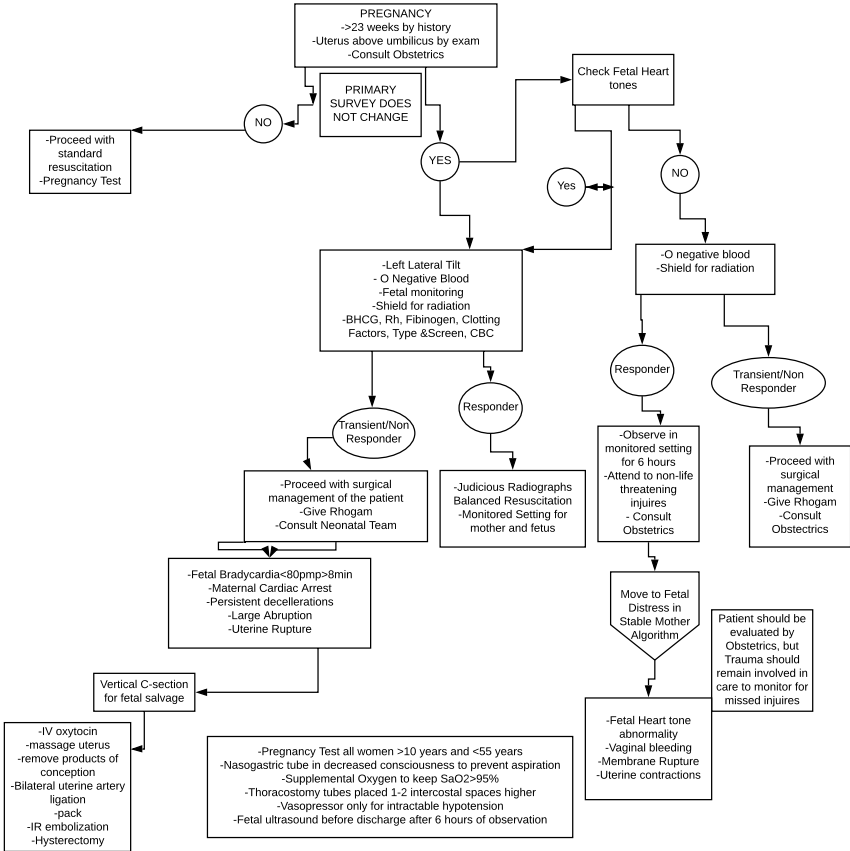 PREGNANCY
->23 weeks by history
-Uterus above umbilicus by exam
-Consult Obstetrics
PRIMARY
SURVEY DOES
NOT CHANGE
Check Fetal Heart
tones
NO
YES
Yes
NO
-Proceed with
standard
resuscitation
-Pregnancy Test
-Left Lateral Tilt
- O Negative Blood
-Fetal monitoring
-Shield for radiation
-BHCG, Rh, Fibinogen, Clotting
Factors, Type &Screen, CBC
-O negative blood
-Shield for radiation
Transient/Non
Responder
Responder
Responder
Transient/Non
Responder
-Proceed with surgical
management of the patient
-Give Rhogam
-Consult Neonatal Team
-Judicious Radiographs
Balanced Resuscitation
-Monitored Setting for
mother and fetus
-Observe in
monitored setting
for 6 hours
-Attend to non-life
threatening
injuires
- Consult
Obstetrics
-Proceed with
surgical
management
-Give Rhogam
-Consult
Obstectrics
-Fetal Bradycardia<80pmp>8min
-Maternal Cardiac Arrest
-Persistent decellerations
-Large Abruption
-Uterine Rupture
Move to Fetal
Distress in
Stable Mother
Algorithm
Patient should be
evaluated by
Obstetrics, but
Trauma should
remain involved in
care to monitor for
missed injuires
Vertical C-section
for fetal salvage
-Fetal Heart tone
abnormality
-Vaginal bleeding
-Membrane Rupture
-Uterine contractions
-IV oxytocin
-massage uterus
-remove products of
conception
-Bilateral uterine artery
ligation
-pack
-IR embolization
-Hysterectomy
-Pregnancy Test all women >10 years and <55 years
-Nasogastric tube in decreased consciousness to prevent aspiration
-Supplemental Oxygen to keep SaO2>95%
-Thoracostomy tubes placed 1-2 intercostal spaces higher
-Vasopressor only for intractable hypotention
-Fetal ultrasound before discharge after 6 hours of observation